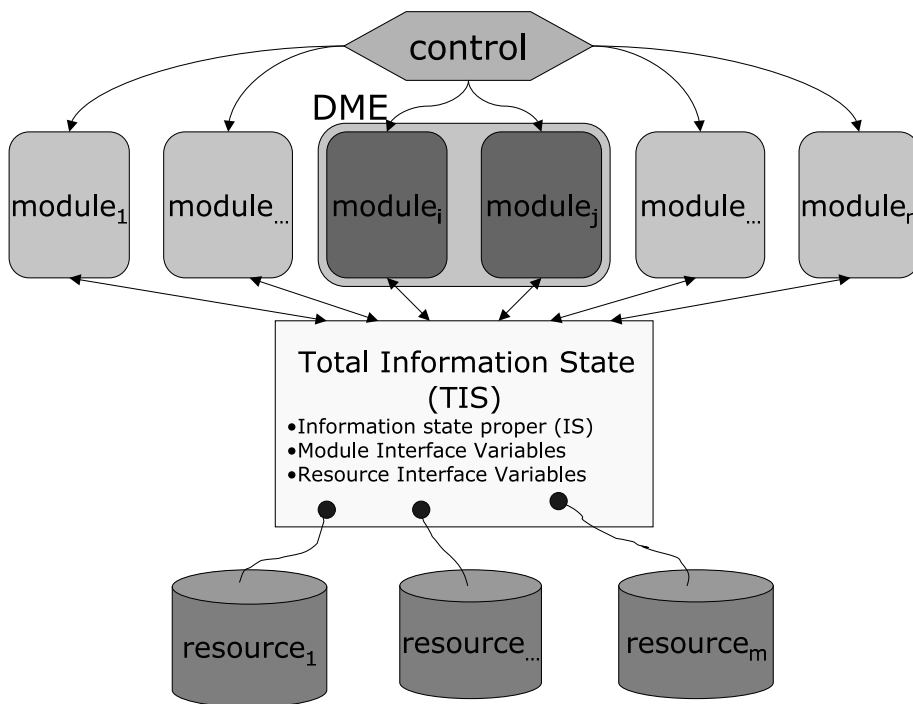 control
DME
module1
module...
modulei
modulej
module...
modulen
Total Information State
(TIS)
•Information state proper (IS)
•Module Interface Variables
•Resource Interface Variables
resource1
resource...
resourcem